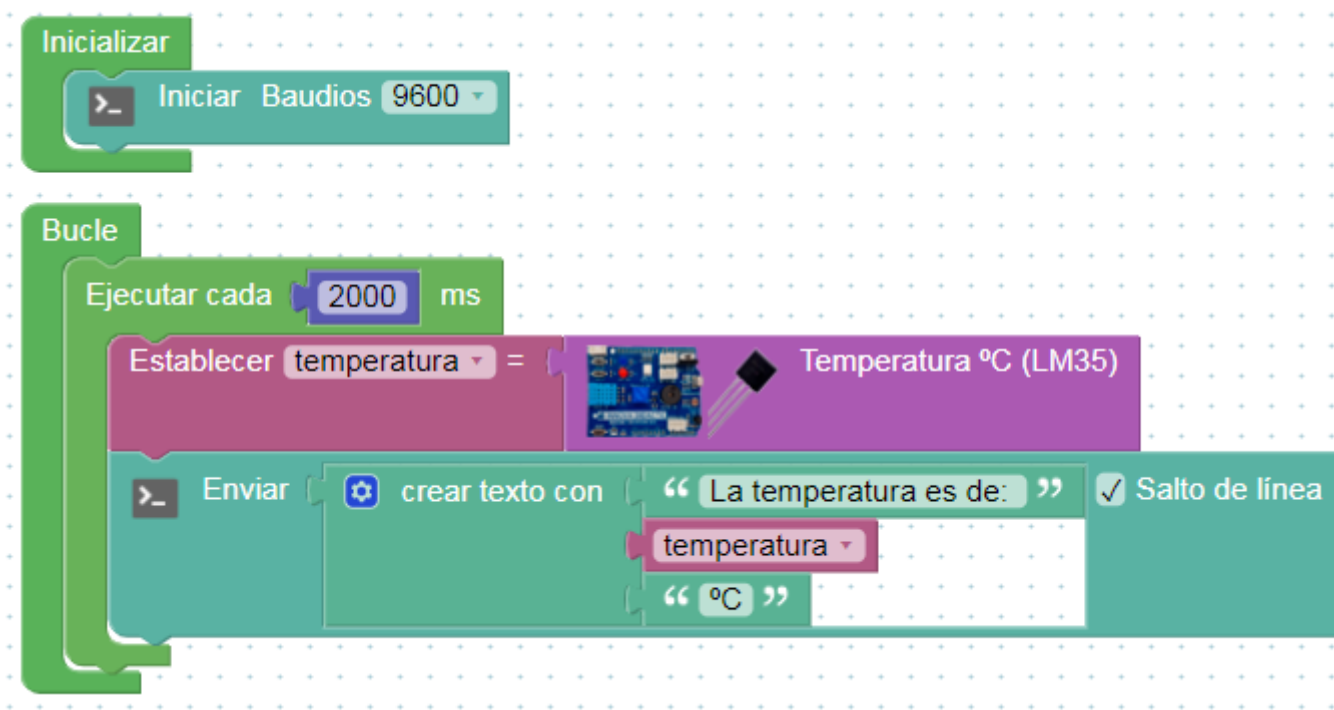 Inicializar
Iniciar Baudios 9600
Bucle
Ejecutar cada 2000 ms
Establecer temperatura = Temperatura ºC (LM35)
Enviar crear texto con “ La temperatura es de: ” Salto de línea
temperatura
“ ºC ”